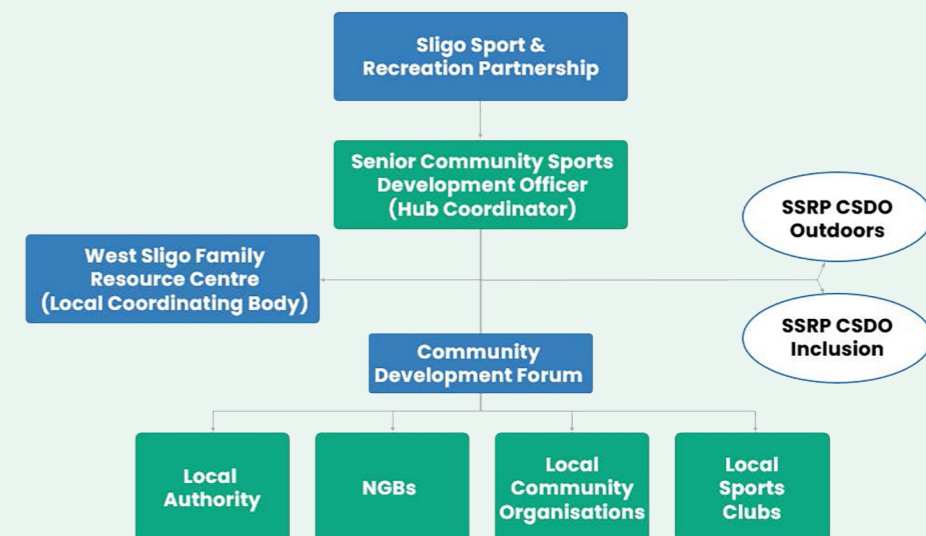 Sligo Sport &
Recreation Partnership
Senior Community Sports
Development Officer
(Hub Coordinator)
SSRP CSDO
Outdoors
West Sligo Family
Resource Centre
(Local Coordinating Body)
SSRP CSDO
Inclusion
Community
Development Forum
Local
Authority
NGBs
Local
Community
Organisations
Local
Sports
Clubs